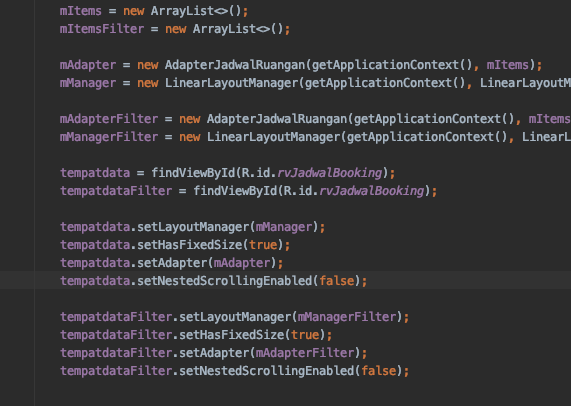 mItems = new ArrayList<>();
mItemsFilter = new ArrayList<>();
mAdapter = new AdapterJadwalRuangan(getApplicationContext(), mItems);
mManager = new LinearLayoutManager(getApplicationContext(), LinearLayoutM
mAdapterFilter = new AdapterJadwalRuangan(getApplicationContext(), mItems
mManagerFilter = new LinearLayoutManager(getApplicationContext(), LinearL
tempatdata = findViewById(R.id.rvJadwalBooking);
tempatdataFilter = findViewById(R.id.rvJadwalBooking);
tempatdata.setLayoutManager(mManager);
tempatdata.setHasFixedSize(true);
tempatdata.setAdapter(mAdapter);
tempatdata.setNestedScrollingEnabled(false);
tempatdataFilter.setLayoutManager(mManagerFilter);
tempatdataFilter.setHasFixedSize(true);
tempatdataFilter.setAdapter(mAdapterFilter);
tempatdataFilter.setNestedScrollingEnabled(false);